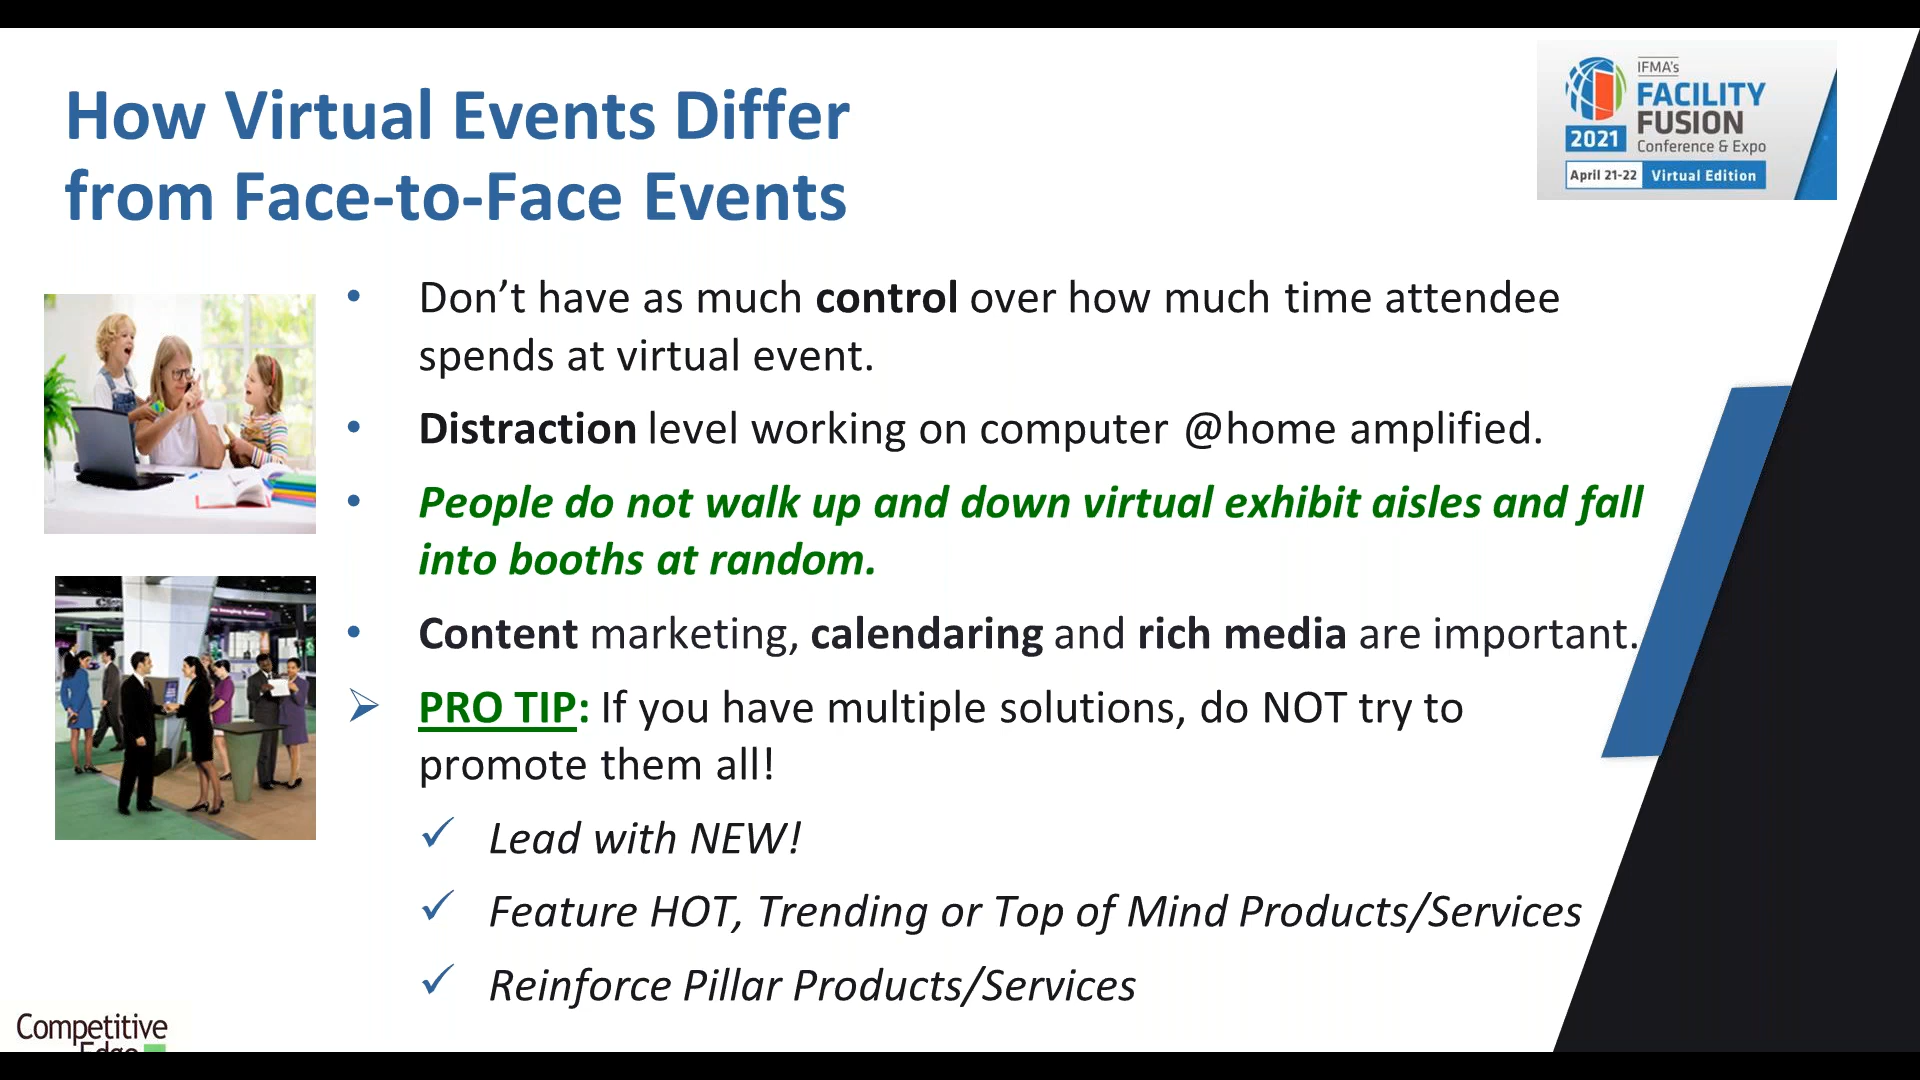 How Virtual Events Differ
from Face-to-Face Events
IFMA's
FACILITY
FUSION
2021
Conference & Expo
April 21-22 Virtual Edition
• Don't have as much control over how much time attendee
spends at virtual event.
• Distraction level working on computer @home amplified.
• People do not walk up and down virtual exhibit aisles and fall
into booths at random.
• Content marketing, calendaring and rich media are important.
➢ PRO TIP: If you have multiple solutions, do NOT try to
promote them all!
✓ Lead with NEW!
✓ Feature HOT, Trending or Top of Mind Products/Services
✓ Reinforce Pillar Products/Services
Competitive
Edge